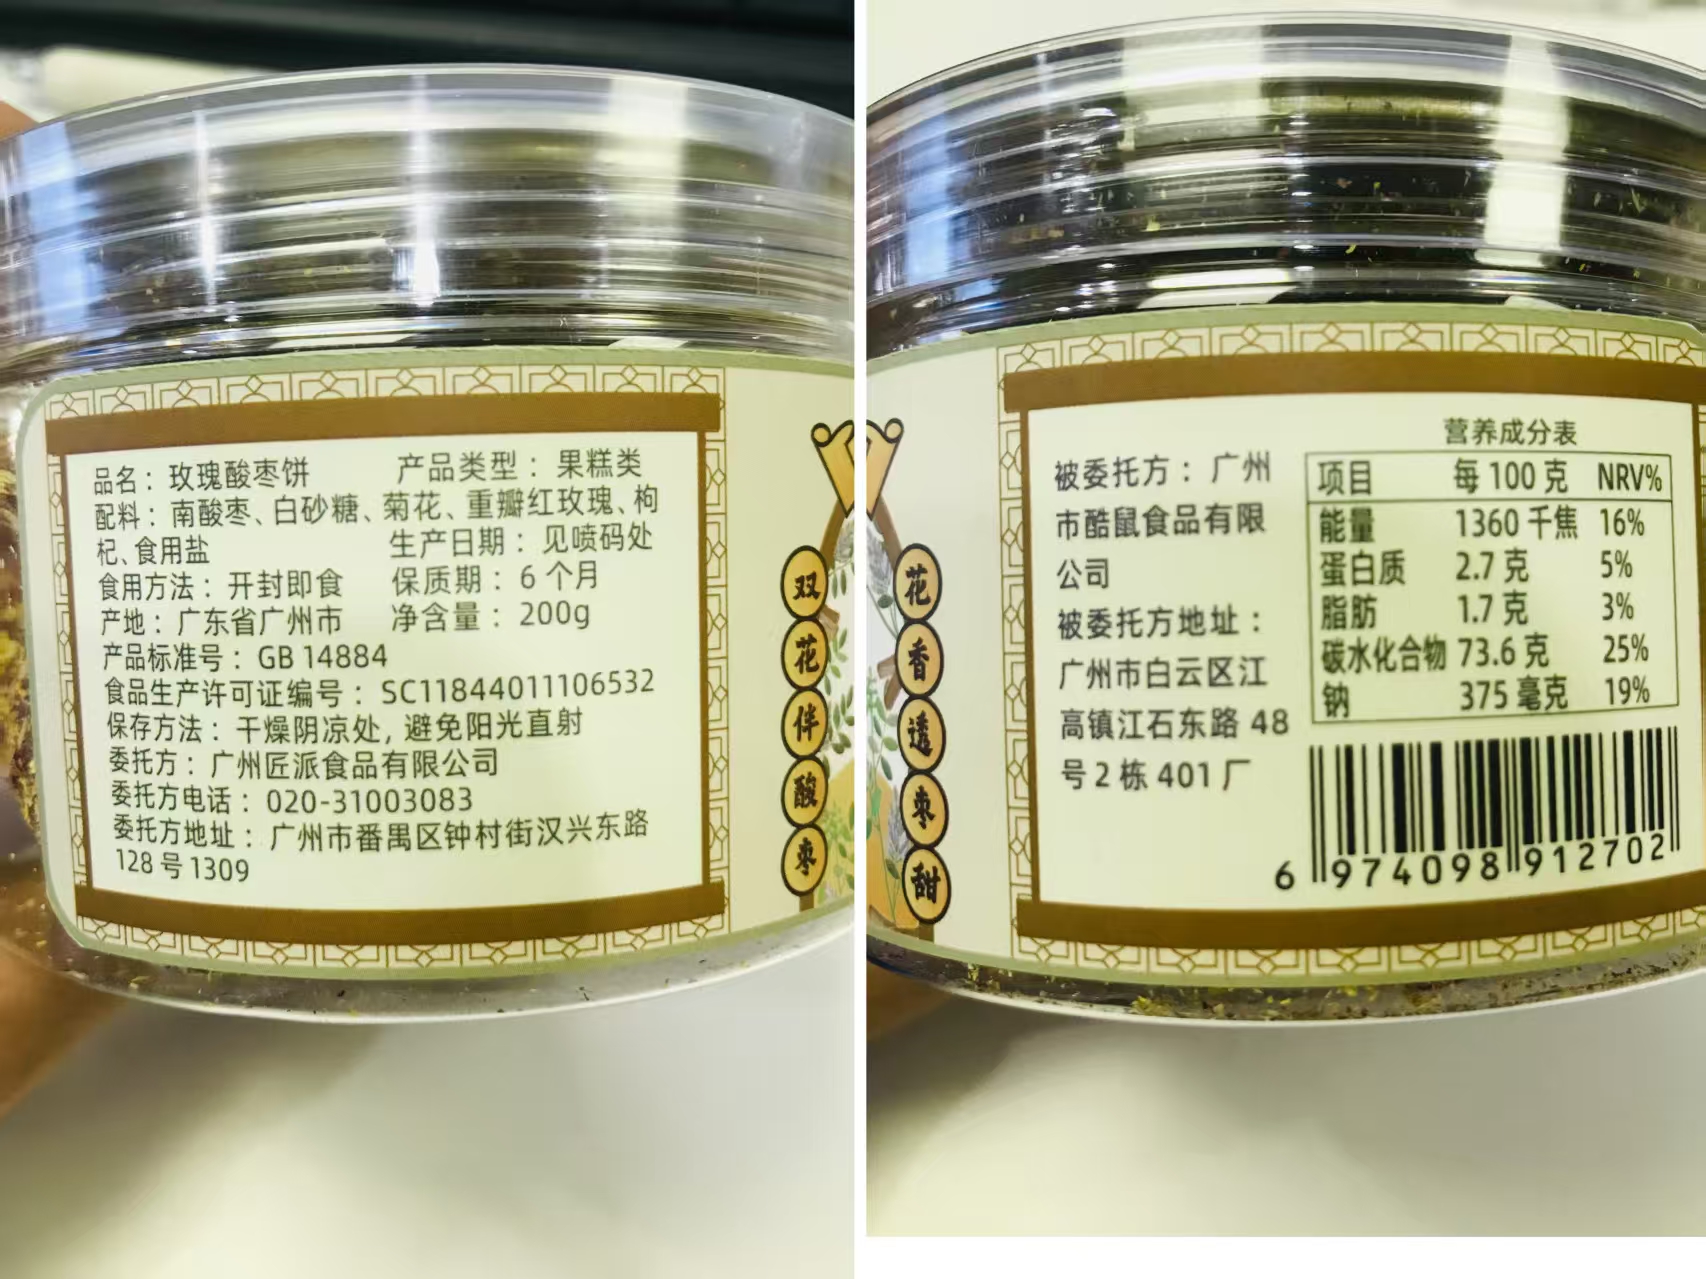 品名：玫瑰酸枣饼 产品类型：果糕类
配料：南酸枣、白砂糖、菊花、重瓣红玫瑰、枸
杞、食用盐 生产日期：见喷码处
食用方法：开封即食 保质期：6个月
产地：广东省广州市 净含量：200g
产品标准号：GB 14884
食品生产许可证编号：SC11844011106532
保存方法：干燥阴凉处, 避免阳光直射
委托方：广州匠派食品有限公司
委托方电话：020-31003083
委托方地址：广州市番禺区钟村街汉兴东路
128号1309
双花伴酸枣
花香透枣甜
被委托方：广州
市酷鼠食品有限
公司
被委托方地址：
广州市白云区江
高镇江石东路 48
号2栋 401厂
营养成分表
项目 每100克 NRV%
能量 1360千焦 16%
蛋白质 2.7克 5%
脂肪 1.7克 3%
碳水化合物 73.6克 25%
钠 375毫克 19%
6 974098 912702